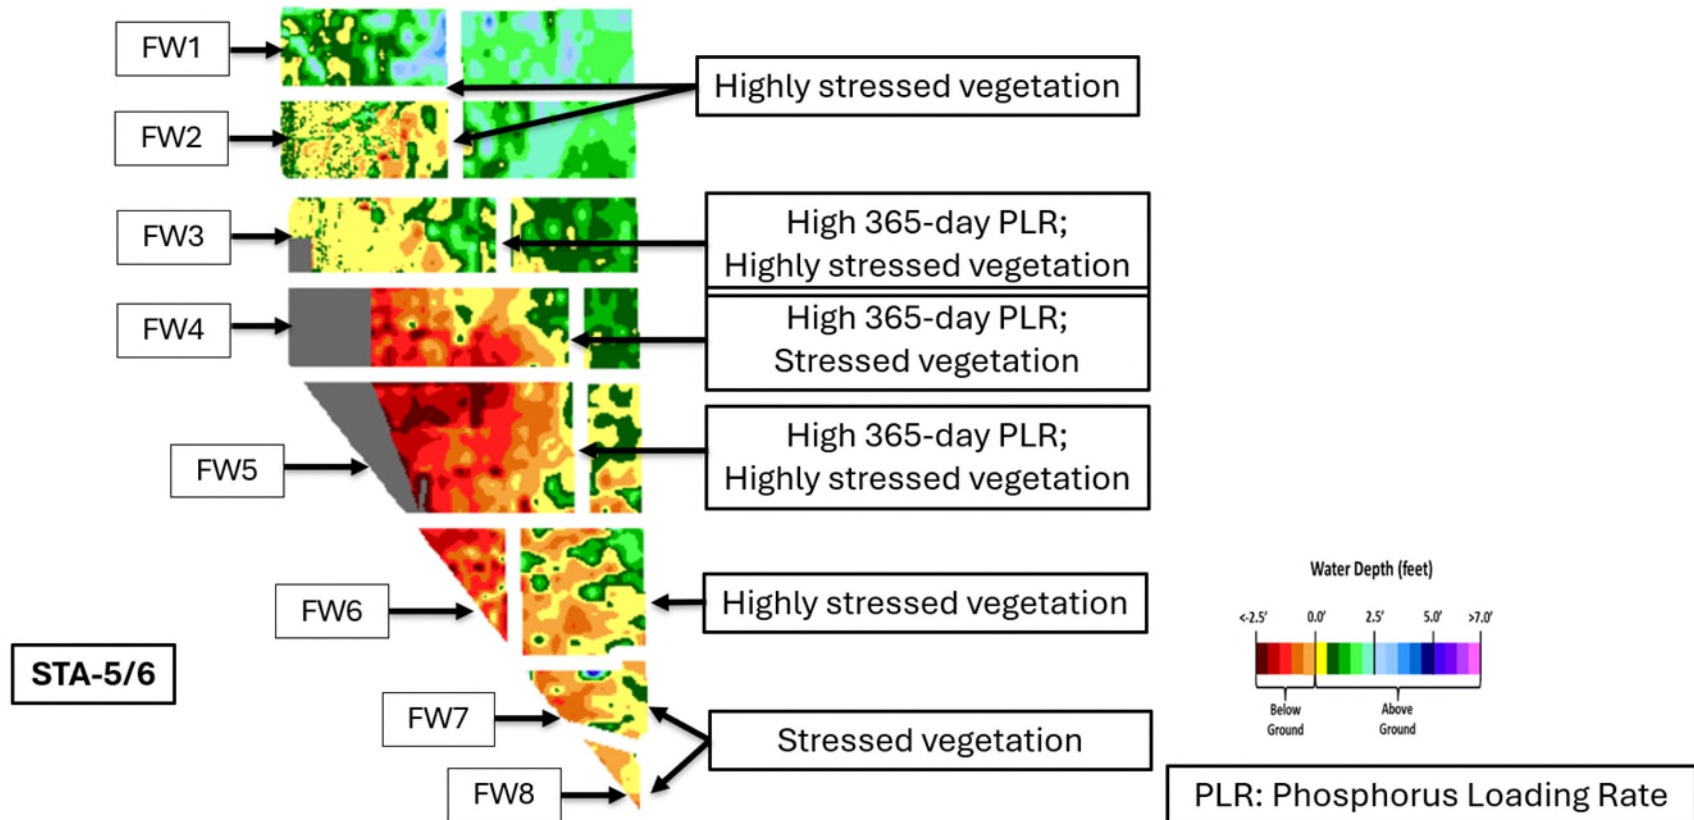 FW1
Highly stressed vegetation
FW2
FW3
High 365-day PLR;
Highly stressed vegetation
FW4
High 365-day PLR;
Stressed vegetation
FW5
High 365-day PLR;
Highly stressed vegetation
FW6
Highly stressed vegetation
STA-5/6
FW7
Stressed vegetation
FW8
Water Depth (feet)
<-2.5' 0.0' 2.5' 5.0' >7.0'
Below Ground
Above Ground
PLR: Phosphorus Loading Rate